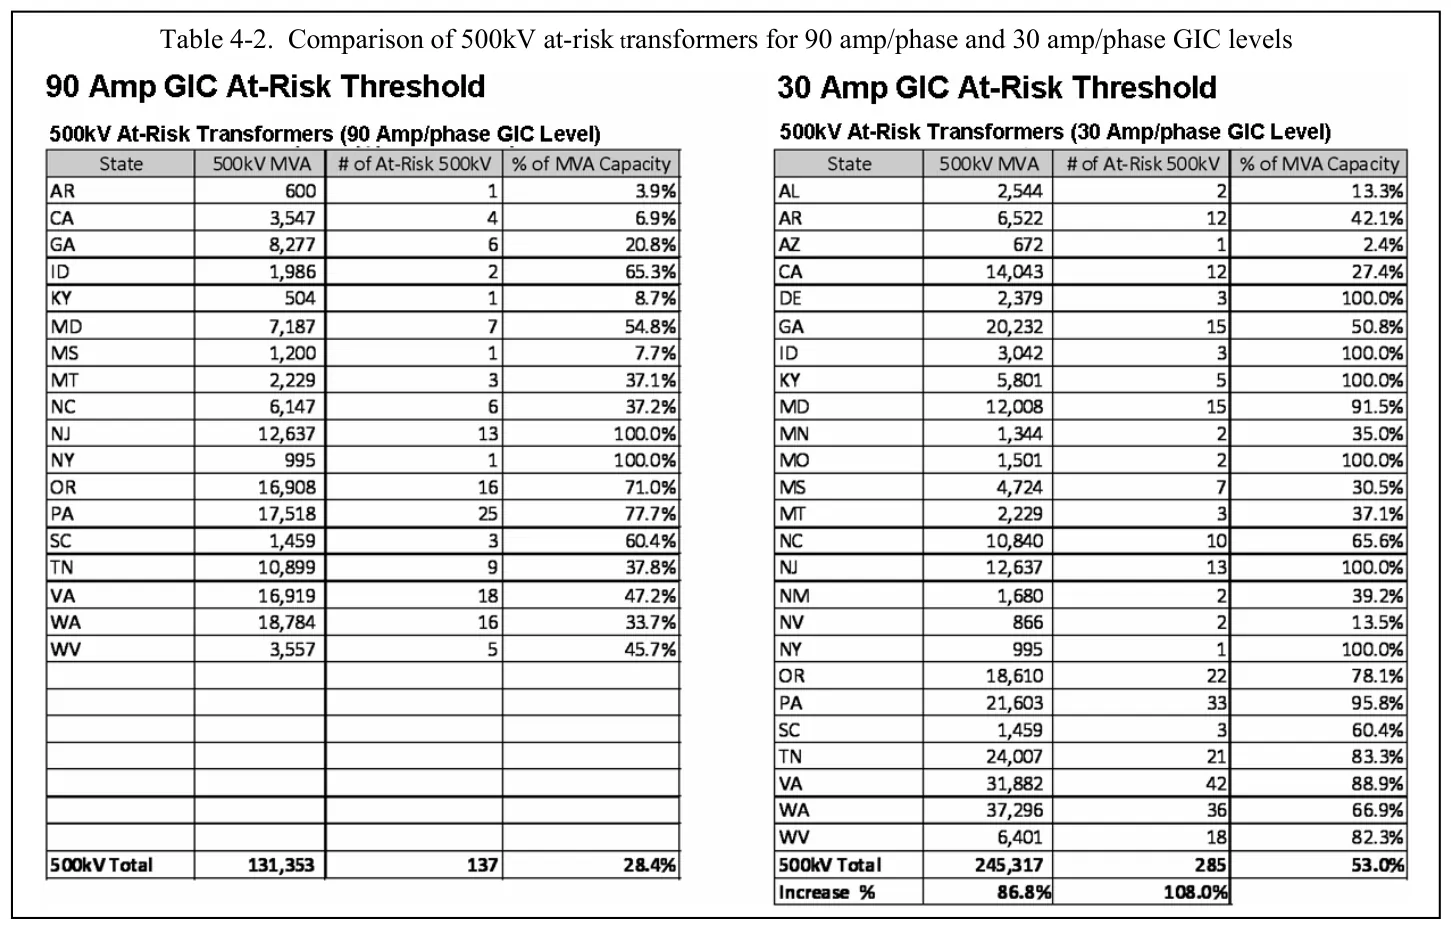 Table 4-2. Comparison of 500kV at-risk transformers for 90 amp/phase and 30 amp/phase GIC levels
90 Amp GIC At-Risk Threshold
500kV At-Risk Transformers (90 Amp/phase GIC Level)
State 500kV MVA # of At-Risk 500kV % of MVA Capacity
AR 600 1 3.9%
CA 3,547 4 6.9%
GA 8,277 6 20.8%
ID 1,986 2 65.3%
KY 504 1 8.7%
MD 7,187 7 54.8%
MS 1,200 1 7.7%
MT 2,229 3 37.1%
NC 6,147 6 37.2%
NJ 12,637 13 100.0%
NY 995 1 100.0%
OR 16,908 16 71.0%
PA 17,518 25 77.7%
SC 1,459 3 60.4%
TN 10,899 9 37.8%
VA 16,919 18 47.2%
WA 18,784 16 33.7%
WV 3,557 5 45.7%
500kV Total 131,353 137 28.4%
30 Amp GIC At-Risk Threshold
500kV At-Risk Transformers (30 Amp/phase GIC Level)
State 500kV MVA # of At-Risk 500kV % of MVA Capacity
AL 2,544 2 13.3%
AR 6,522 12 42.1%
AZ 672 1 2.4%
CA 14,043 12 27.4%
DE 2,379 3 100.0%
GA 20,232 15 50.8%
ID 3,042 3 100.0%
KY 5,801 5 100.0%
MD 12,008 15 91.5%
MN 1,344 2 35.0%
MO 1,501 2 100.0%
MS 4,724 7 30.5%
MT 2,229 3 37.1%
NC 10,840 10 65.6%
NJ 12,637 13 100.0%
NM 1,680 2 39.2%
NV 866 2 13.5%
NY 995 1 100.0%
OR 18,610 22 78.1%
PA 21,603 33 95.8%
SC 1,459 3 60.4%
TN 24,007 21 83.3%
VA 31,882 42 88.9%
WA 37,296 36 66.9%
WV 6,401 18 82.3%
500kV Total 245,317 285 53.0%
Increase % 86.8% 108.0%